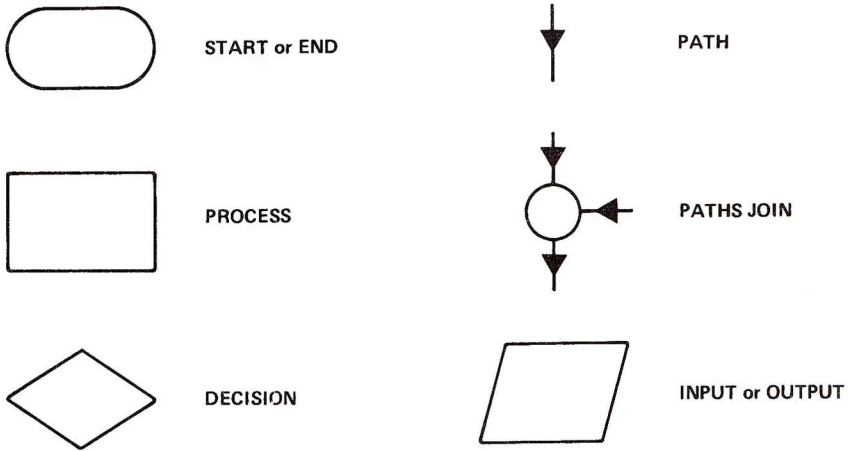 START or END
PATH
PROCESS
PATHS JOIN
DECISION
INPUT or OUTPUT